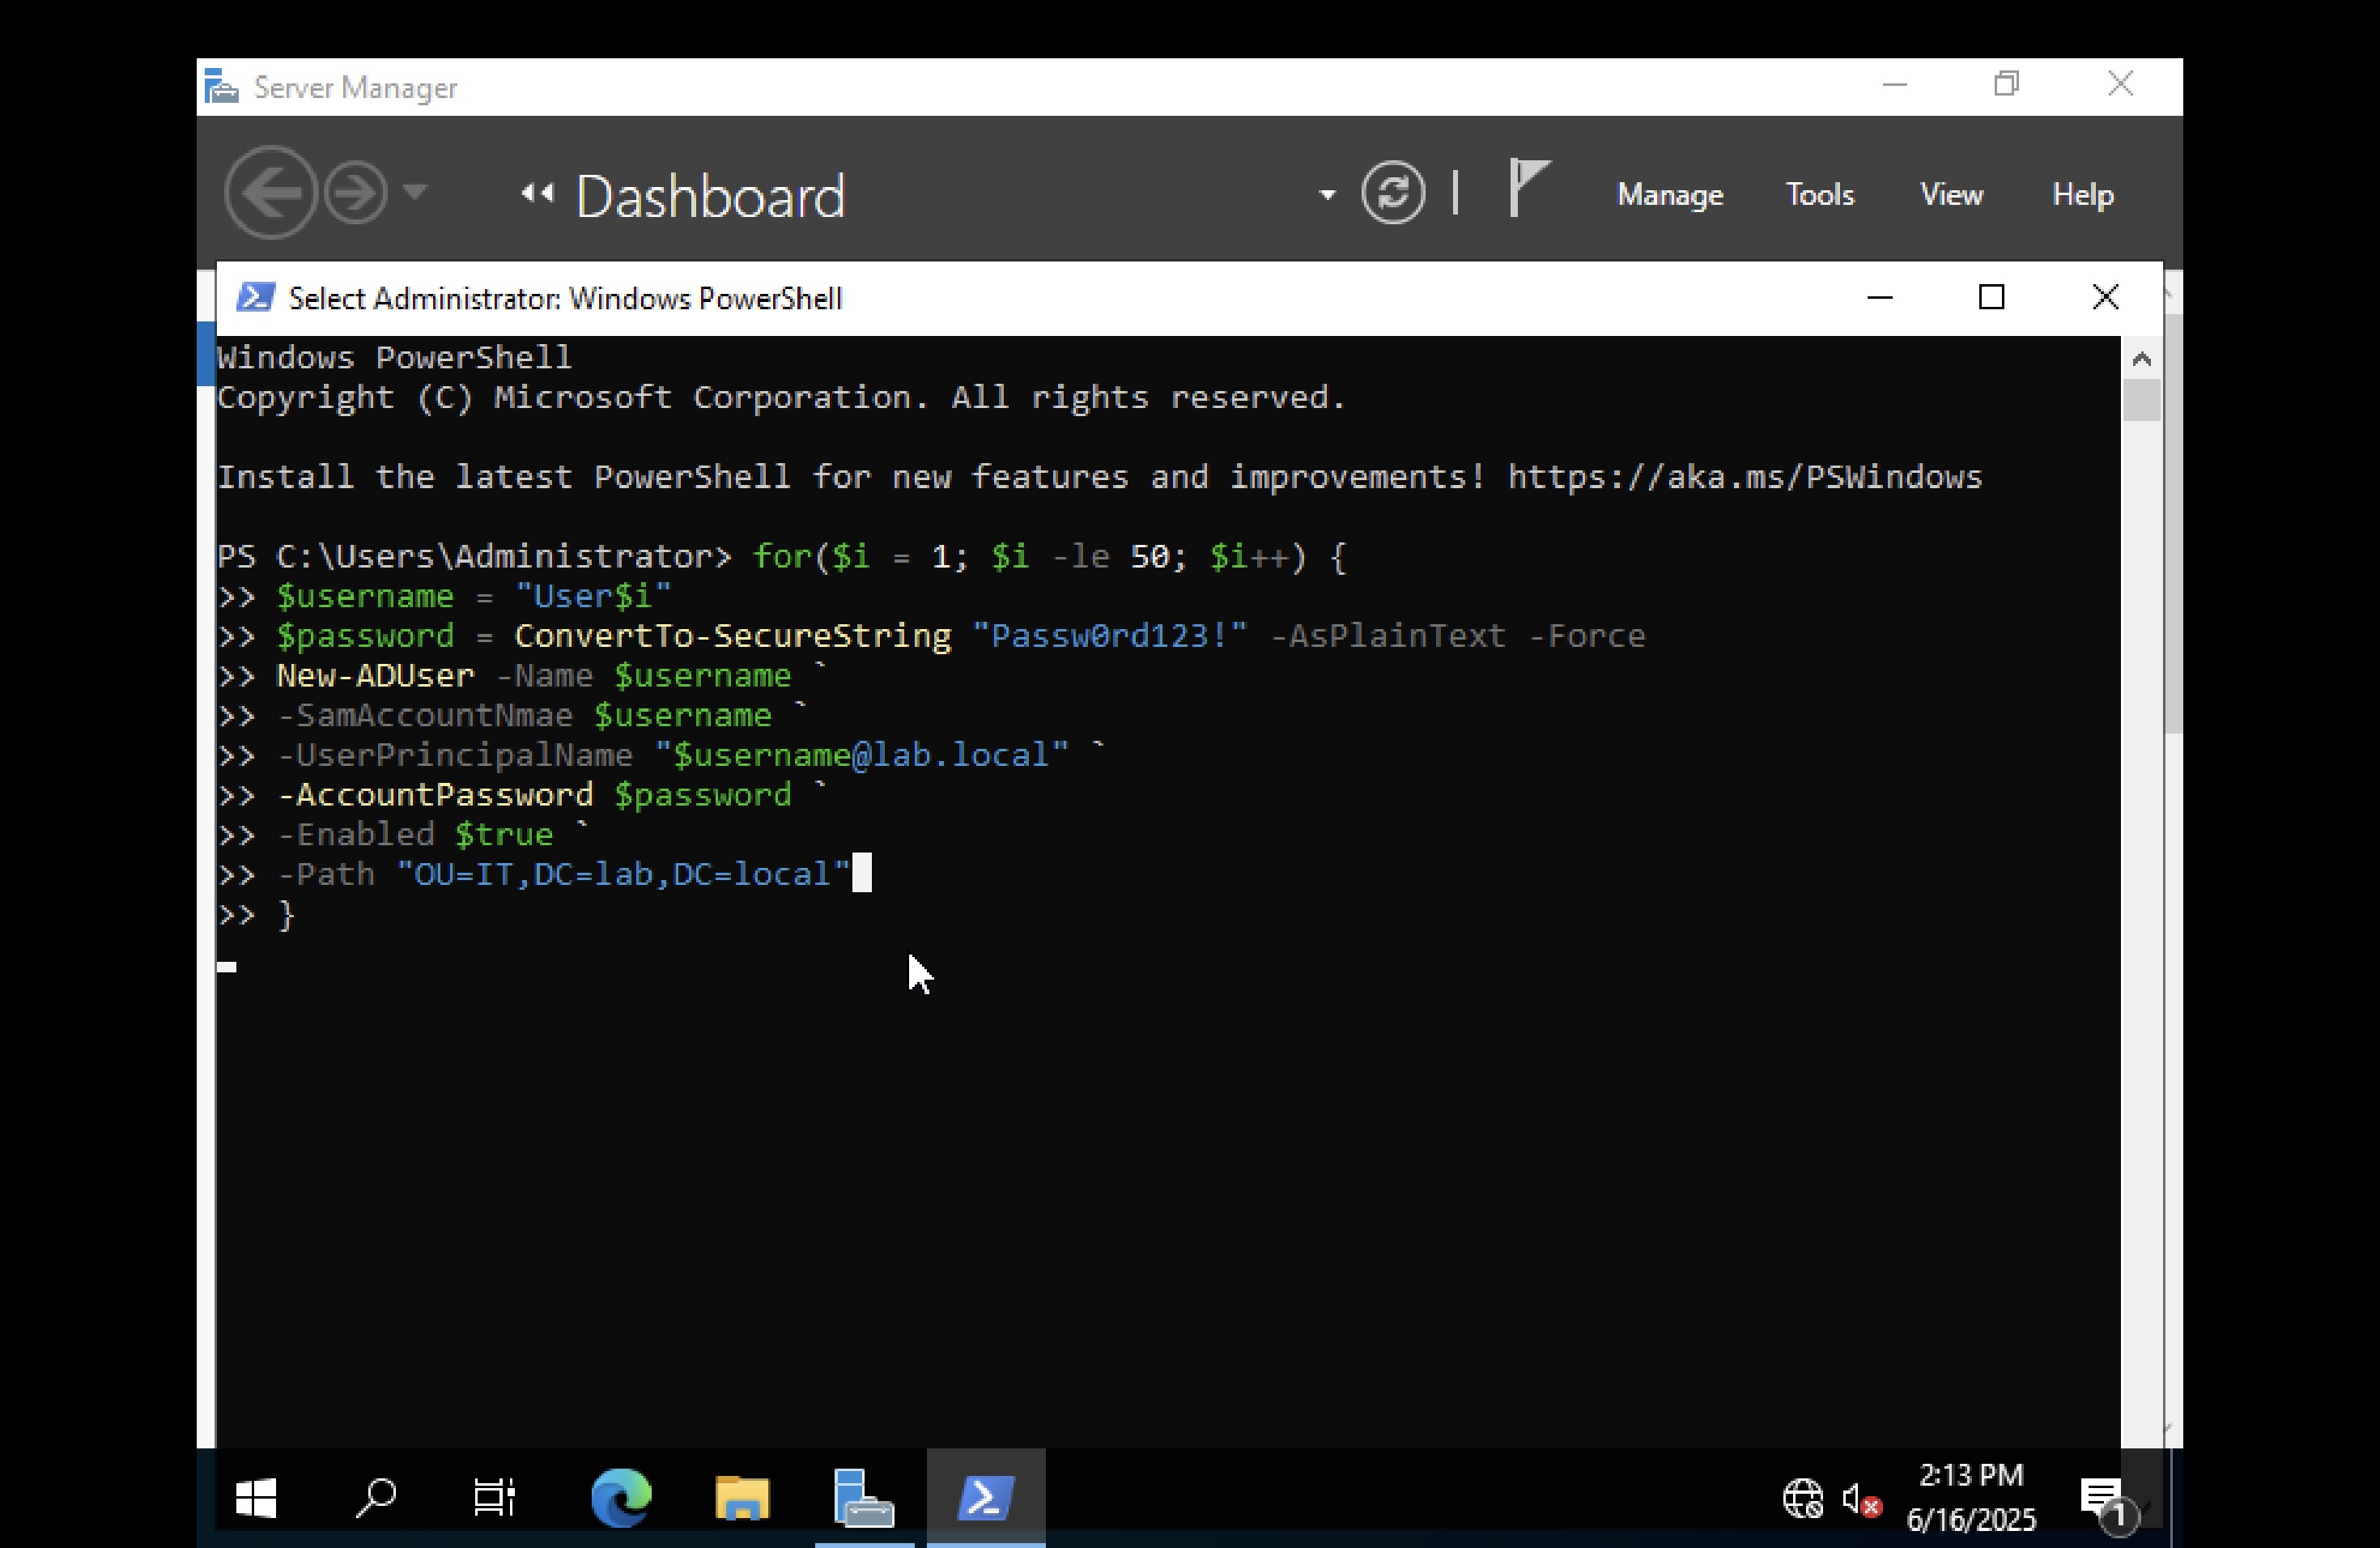 Server Manager
Dashboard
Manage Tools View Help
Select Administrator: Windows PowerShell
Windows PowerShell
Copyright (C) Microsoft Corporation. All rights reserved.
Install the latest PowerShell for new features and improvements! https://aka.ms/PSWindows
PS C:\Users\Administrator> for($i = 1; $i -le 50; $i++) {
>> $username = "User$i"
>> $password = ConvertTo-SecureString "Passw0rd123!" -AsPlainText -Force
>> New-ADUser -Name $username `
>> -SamAccountNmae $username `
>> -UserPrincipalName "$username@lab.local" `
>> -AccountPassword $password `
>> -Enabled $true `
>> -Path "OU=IT,DC=lab,DC=local"
>> }
2:13 PM
6/16/2025
1